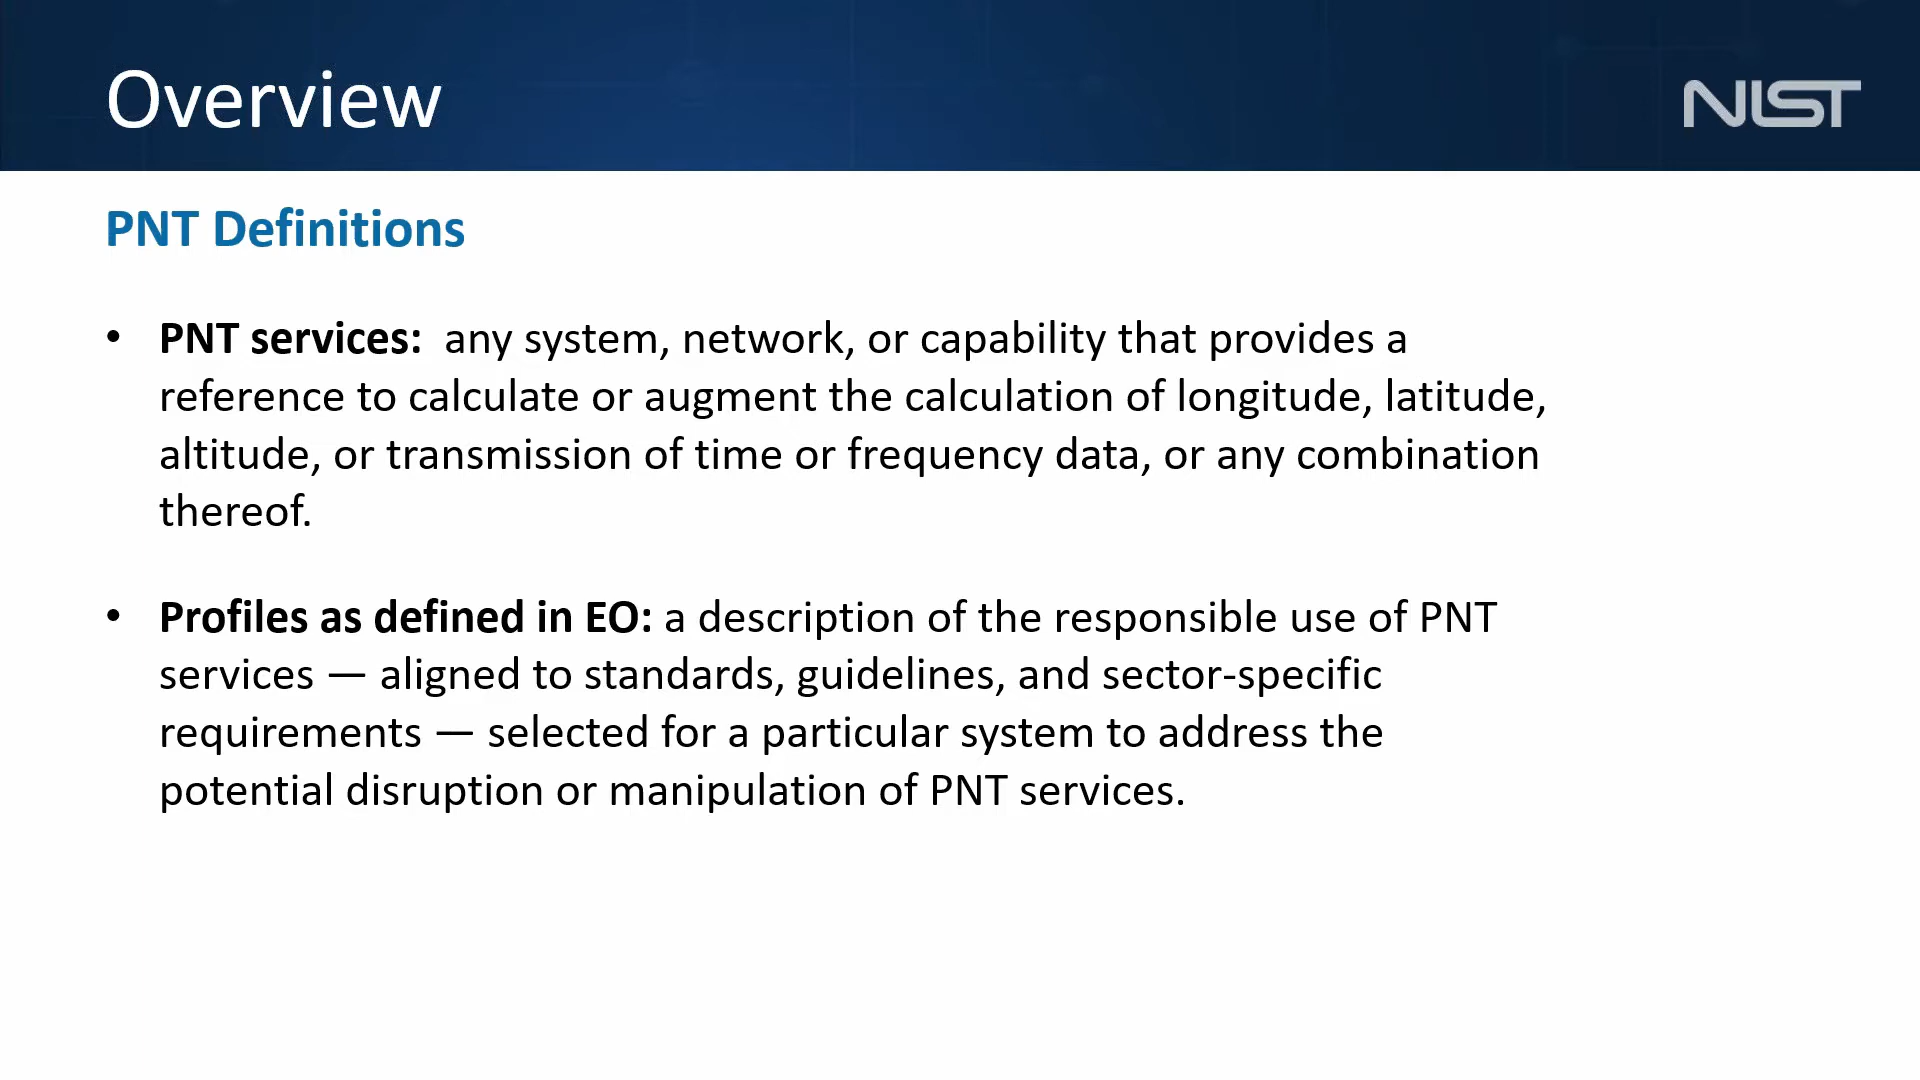 Overview
NIST
PNT Definitions
• PNT services:  any system, network, or capability that provides a
reference to calculate or augment the calculation of longitude, latitude,
altitude, or transmission of time or frequency data, or any combination
thereof.
• Profiles as defined in EO: a description of the responsible use of PNT
services — aligned to standards, guidelines, and sector-specific
requirements — selected for a particular system to address the
potential disruption or manipulation of PNT services.